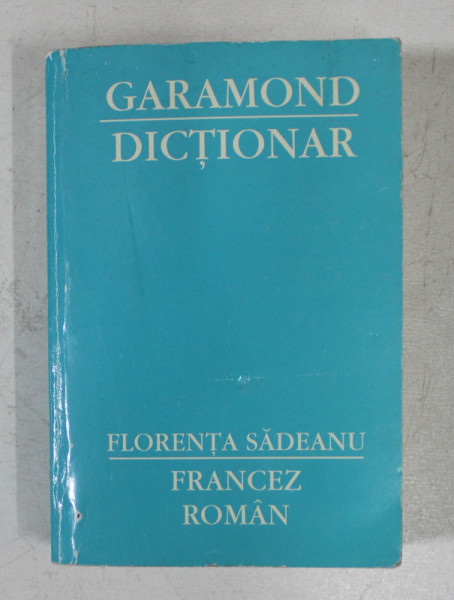 GARAMOND
DICȚIONAR
FLORENȚA SĂDEANU
FRANCEZ
ROMÂN